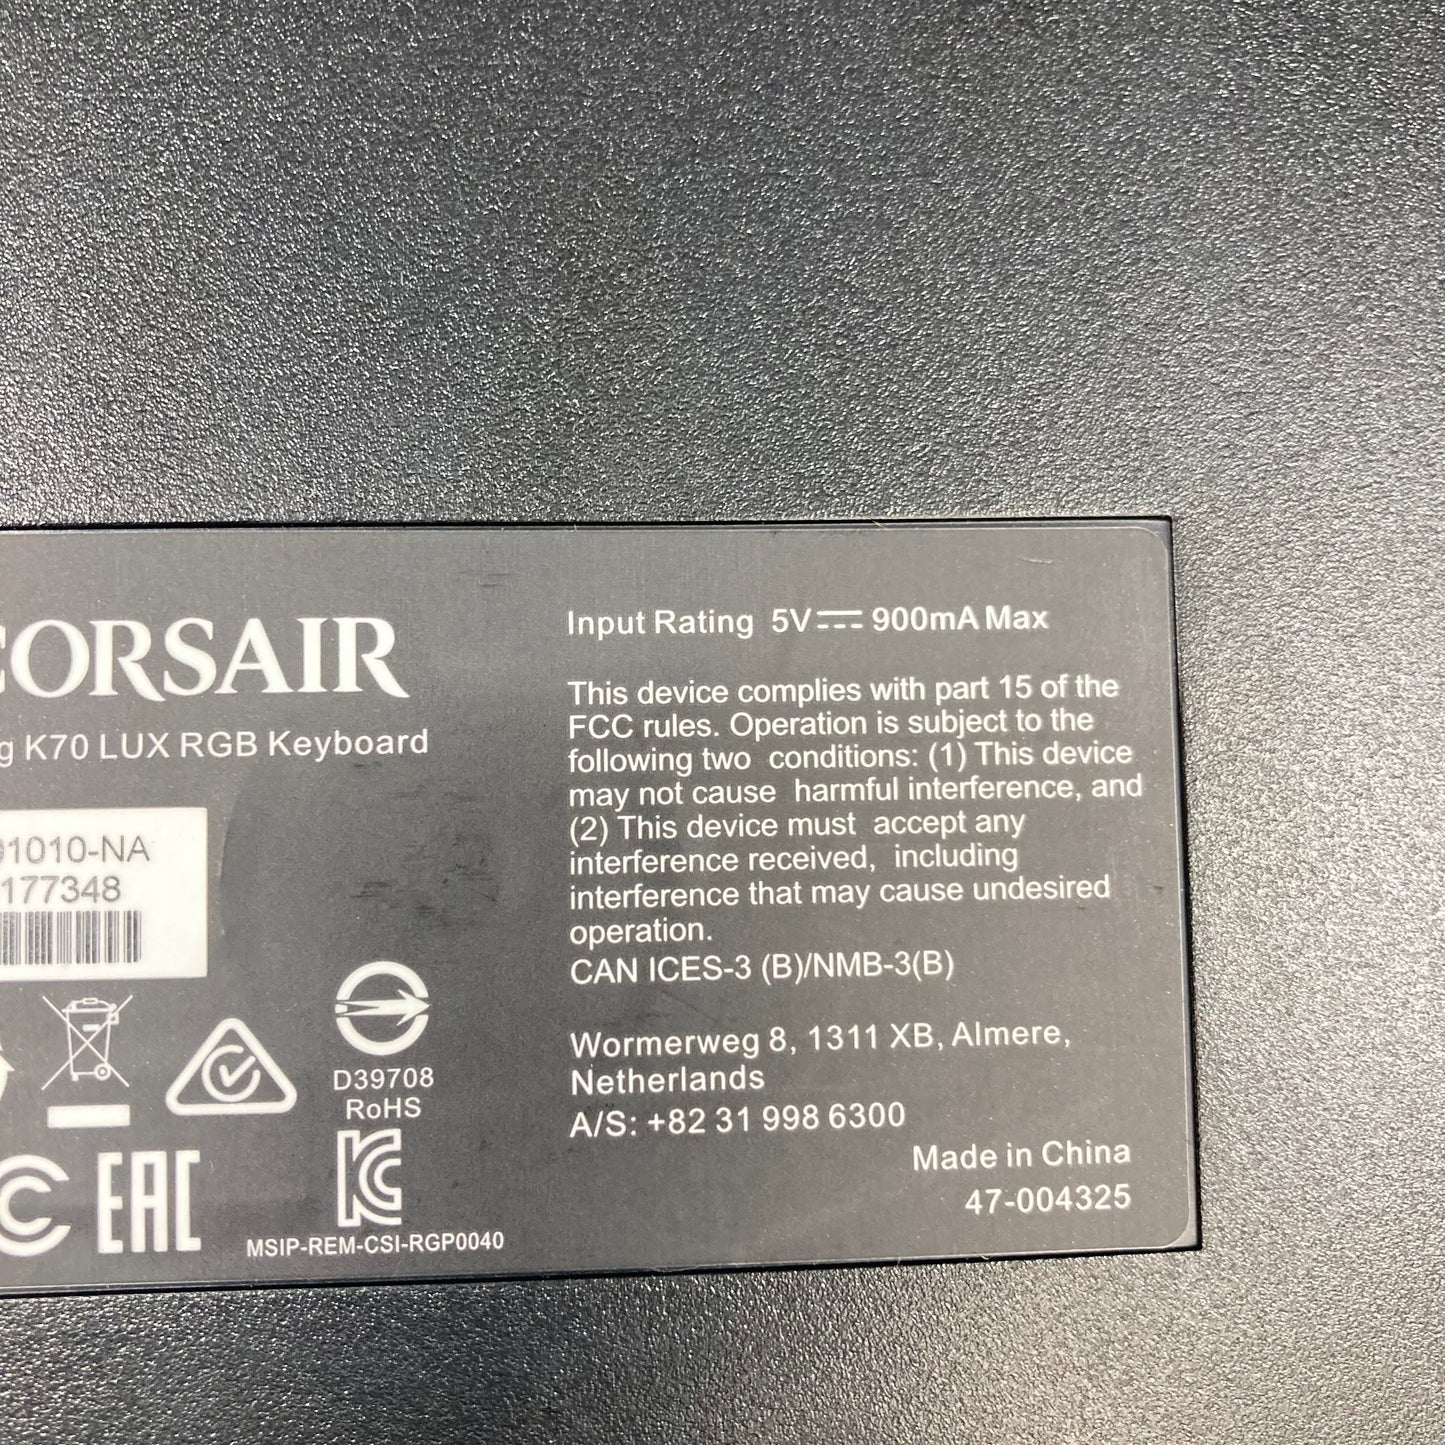 CORSAIR
g K70 LUX RGB Keyboard
01010-NA
177348
D39708
RoHS
EAC
MSIP-REM-CSI-RGP0040
Input Rating 5V⎓900mA Max
This device complies with part 15 of the
FCC rules. Operation is subject to the
following two conditions: (1) This device
may not cause harmful interference, and
(2) This device must accept any
interference received, including
interference that may cause undesired
operation.
CAN ICES-3 (B)/NMB-3(B)
Wormerweg 8, 1311 XB, Almere,
Netherlands
A/S: +82 31 998 6300
Made in China
47-004325